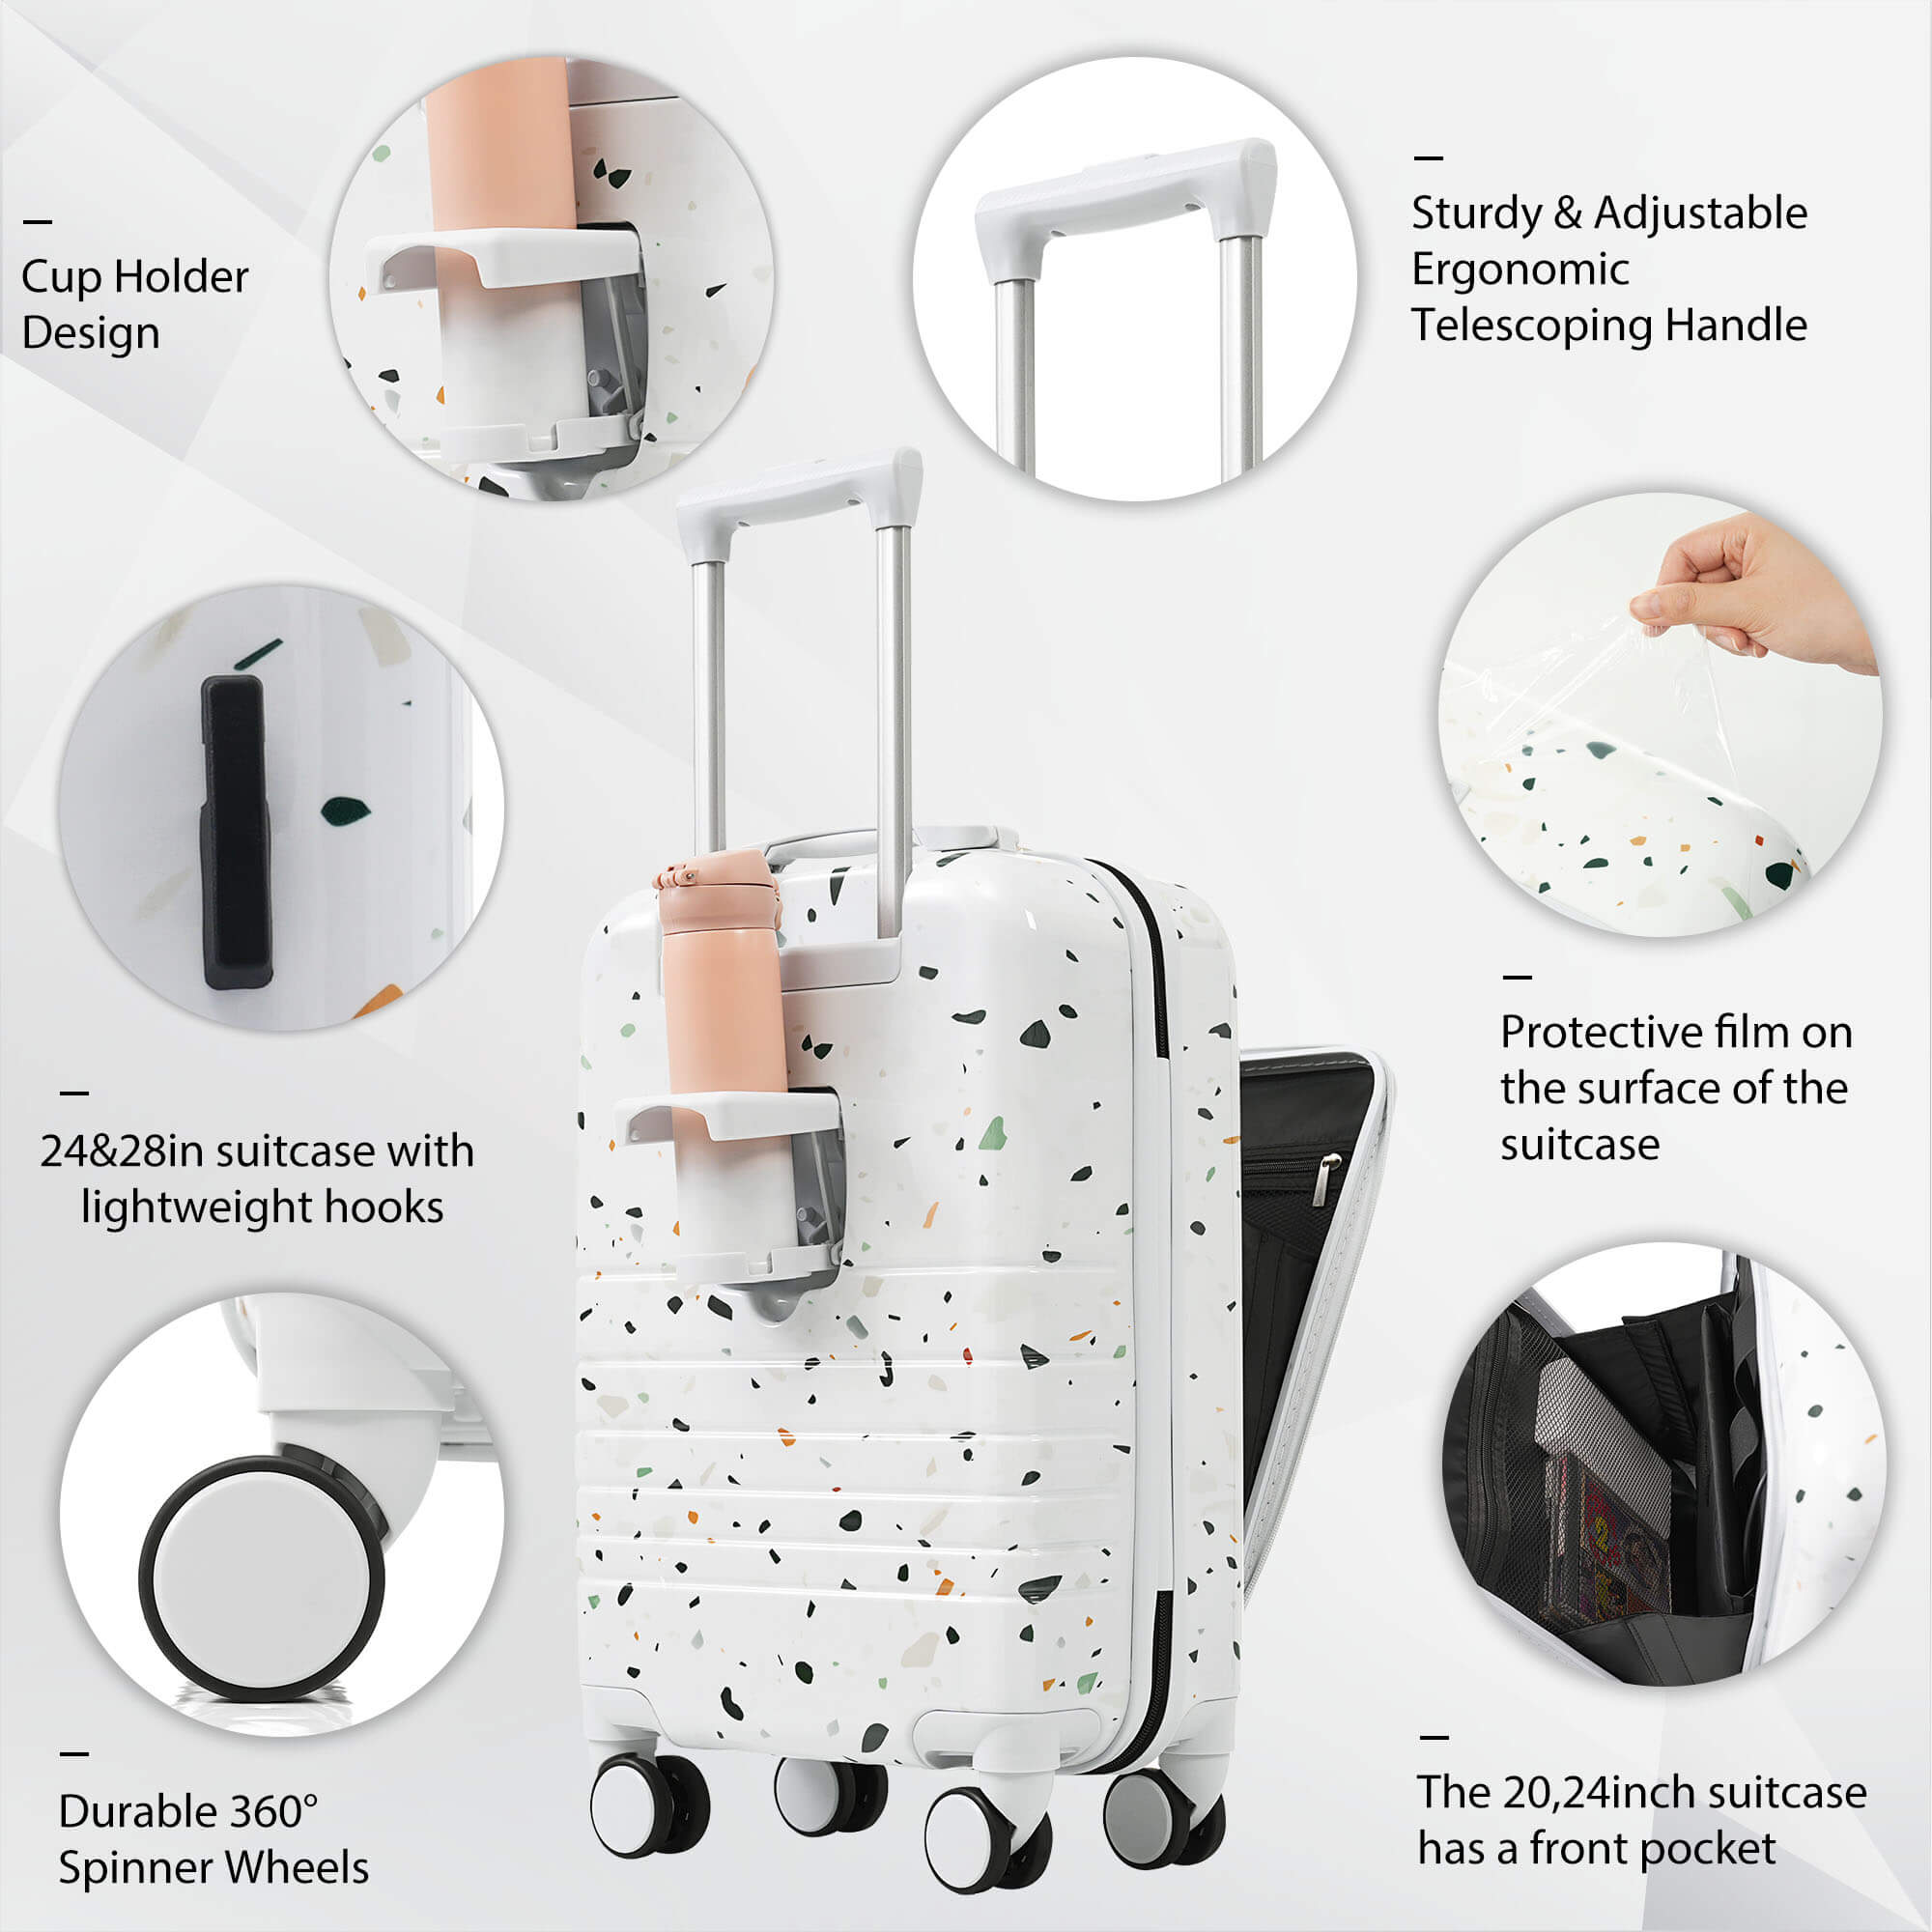 Cup Holder
Design
Sturdy & Adjustable
Ergonomic
Telescoping Handle
24&28in suitcase with
lightweight hooks
Protective film on
the surface of the
suitcase
Durable 360°
Spinner Wheels
The 20,24inch suitcase
has a front pocket